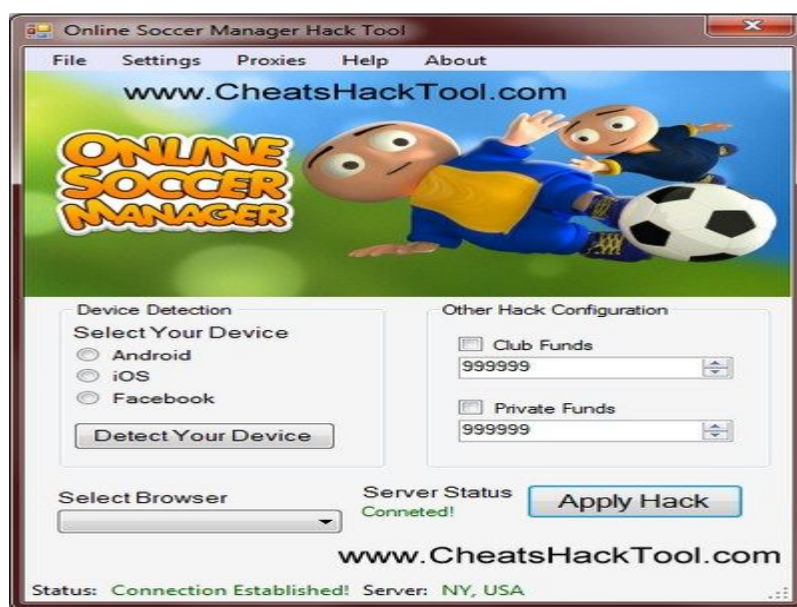 Online Soccer Manager Hack Tool
File Settings Proxies Help About
www.CheatsHackTool.com
ONLINE
SOCCER
MANAGER
Device Detection
Select Your Device
Android
iOS
Facebook
Detect Your Device
Other Hack Configuration
Club Funds
999999
Private Funds
999999
Select Browser
Server Status
Conneted!
Apply Hack
www.CheatsHackTool.com
Status: Connection Established! Server: NY, USA